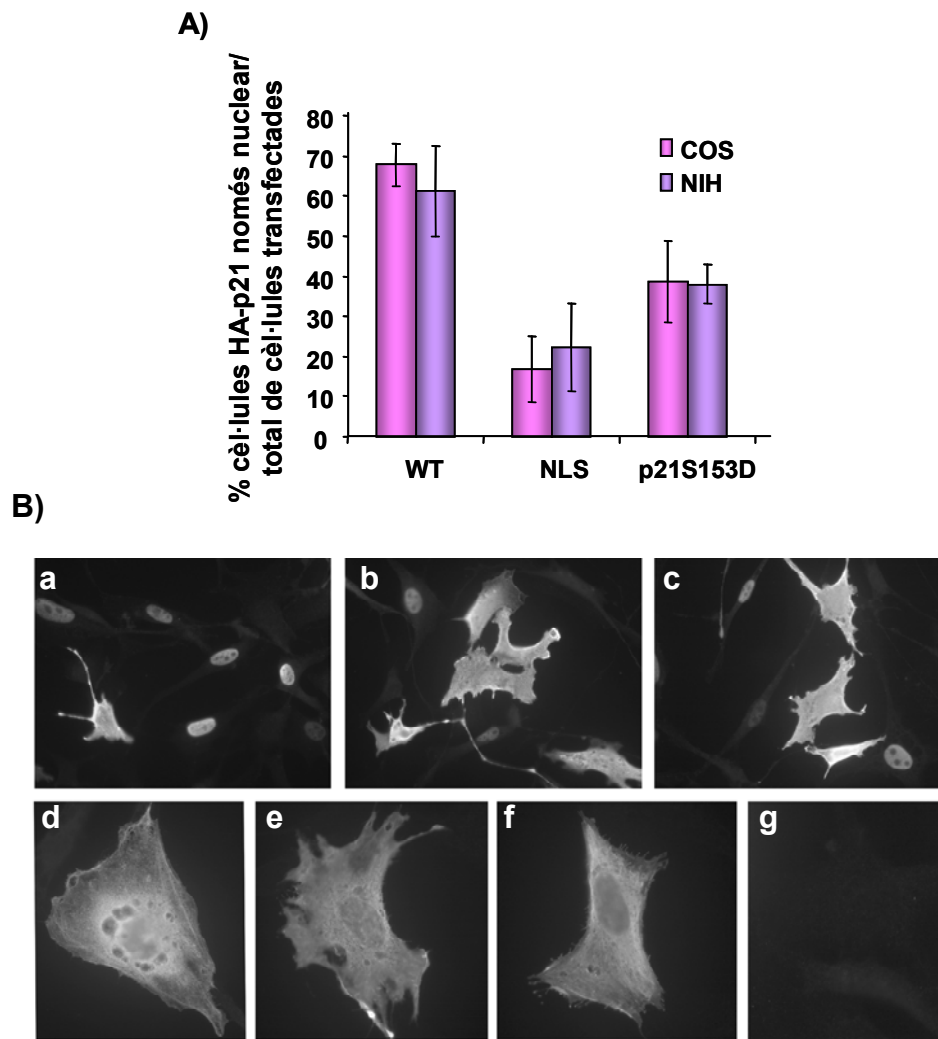 A)
% cèl·lules HA-p21 només nuclear/
total de cèl·lules transfectades
80
70
60
50
40
30
20
10
0
COS
NIH
WT NLS p21S153D
B)
a b c
d e f g